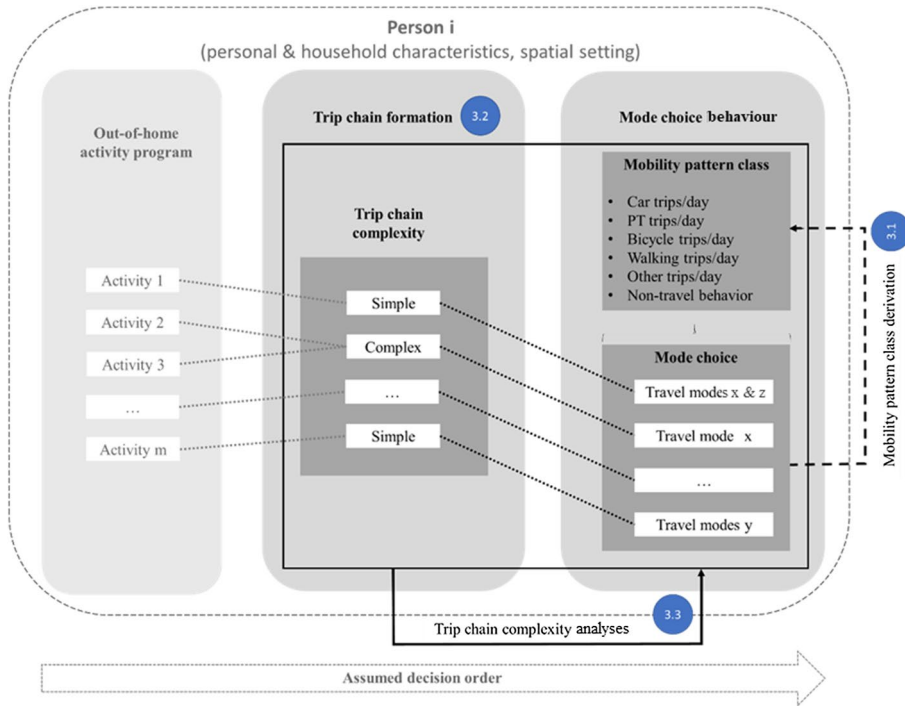 Person i
(personal & household characteristics, spatial setting)
Out-of-home
activity program
Activity 1
Activity 2
Activity 3
...
Activity m
Trip chain formation
3.2
Trip chain
complexity
Simple
Complex
...
Simple
Mode choice behaviour
Mobility pattern class
• Car trips/day
• PT trips/day
• Bicycle trips/day
• Walking trips/day
• Other trips/day
• Non-travel behavior
Mode choice
Travel modes x & z
Travel mode x
...
Travel modes y
3.1
Mobility pattern class derivation
3.3
Trip chain complexity analyses
Assumed decision order